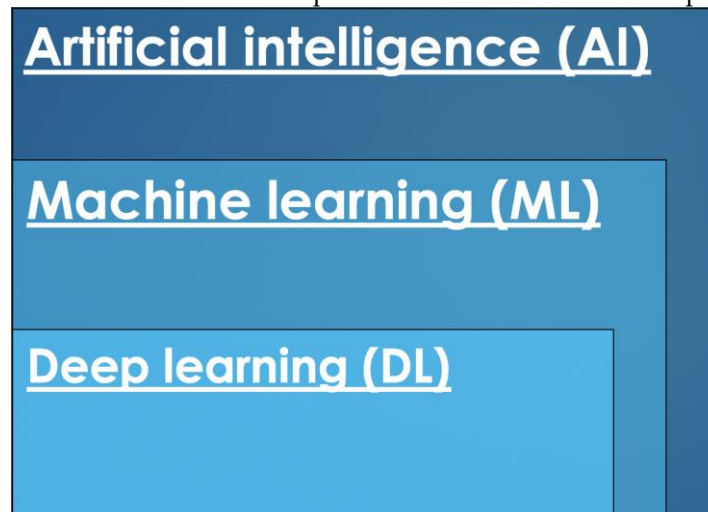 Artificial intelligence (AI)
Machine learning (ML)
Deep learning (DL)